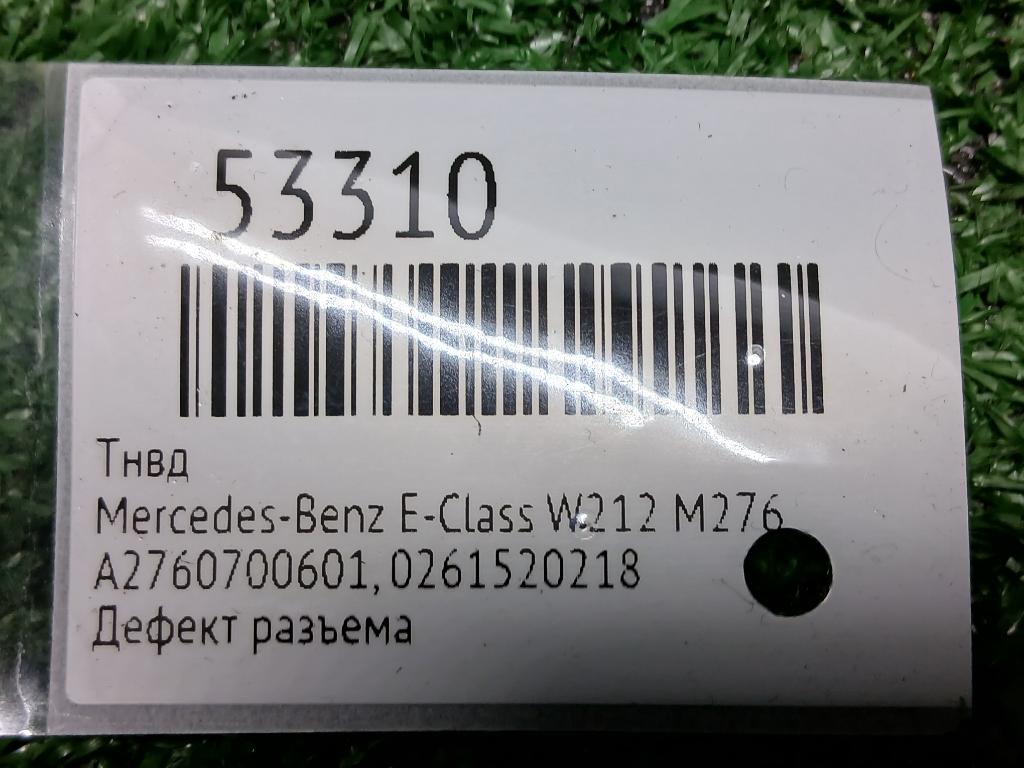 53310
Тнвд
Mercedes-Benz E-Class W212 M276
A2760700601, 0261520218
Дефект разъема